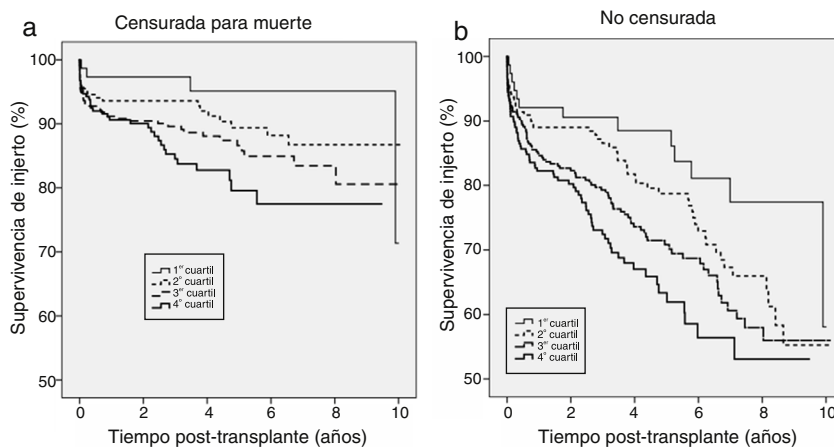 a
Censurada para muerte
Supervivencia de injerto (%)
100
90
80
70
60
50
1er cuartil
2° cuartil
3er cuartil
4° cuartil
0 2 4 6 8 10
Tiempo post-transplante (años)
b
No censurada
Supervivencia de injerto (%)
100
90
80
70
60
50
1er cuartil
2° cuartil
3er cuartil
4° cuartil
0 2 4 6 8 10
Tiempo post-transplante (años)